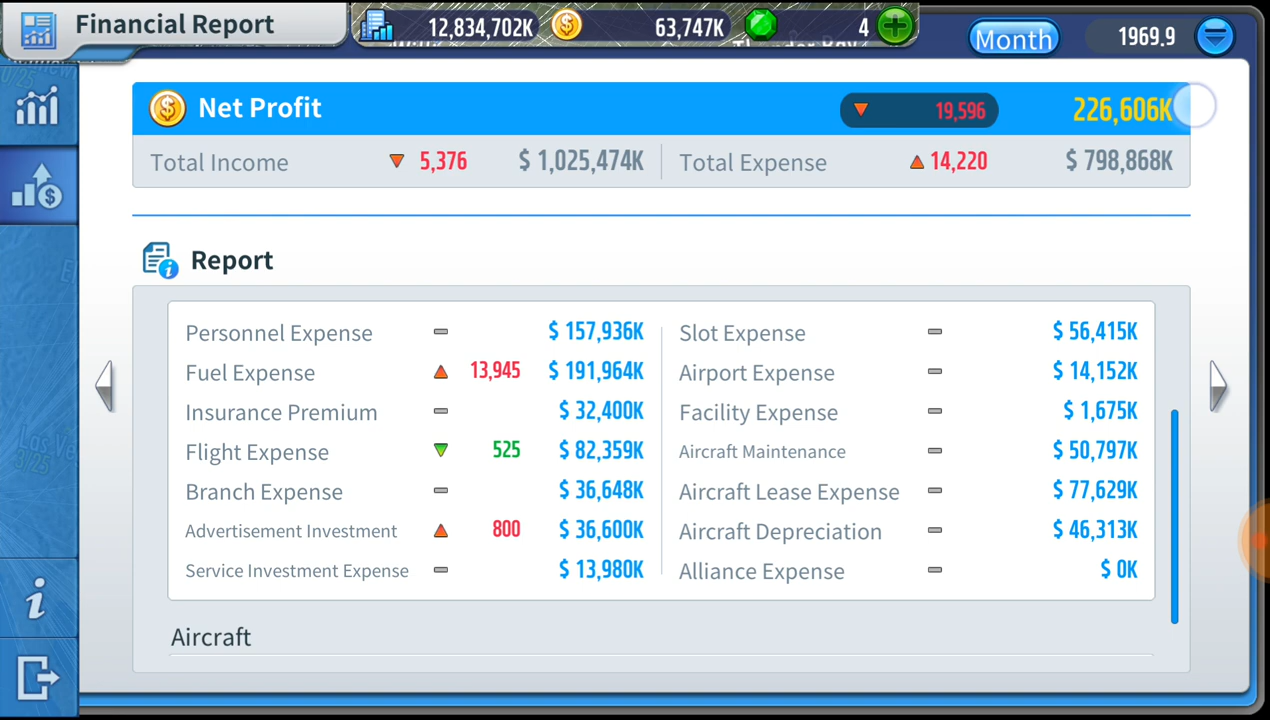 Financial Report
12,834,702K
63,747K
4
Month
1969.9
Net Profit
19,596
226,606K
Total Income
5,376
$ 1,025,474K
Total Expense
14,220
$ 798,868K
Report
Personnel Expense
$ 157,936K
Slot Expense
$ 56,415K
Fuel Expense
13,945
$ 191,964K
Airport Expense
$ 14,152K
Insurance Premium
$ 32,400K
Facility Expense
$ 1,675K
Flight Expense
525
$ 82,359K
Aircraft Maintenance
$ 50,797K
Branch Expense
$ 36,648K
Aircraft Lease Expense
$ 77,629K
Advertisement Investment
800
$ 36,600K
Aircraft Depreciation
$ 46,313K
Service Investment Expense
$ 13,980K
Alliance Expense
$ 0K
Aircraft